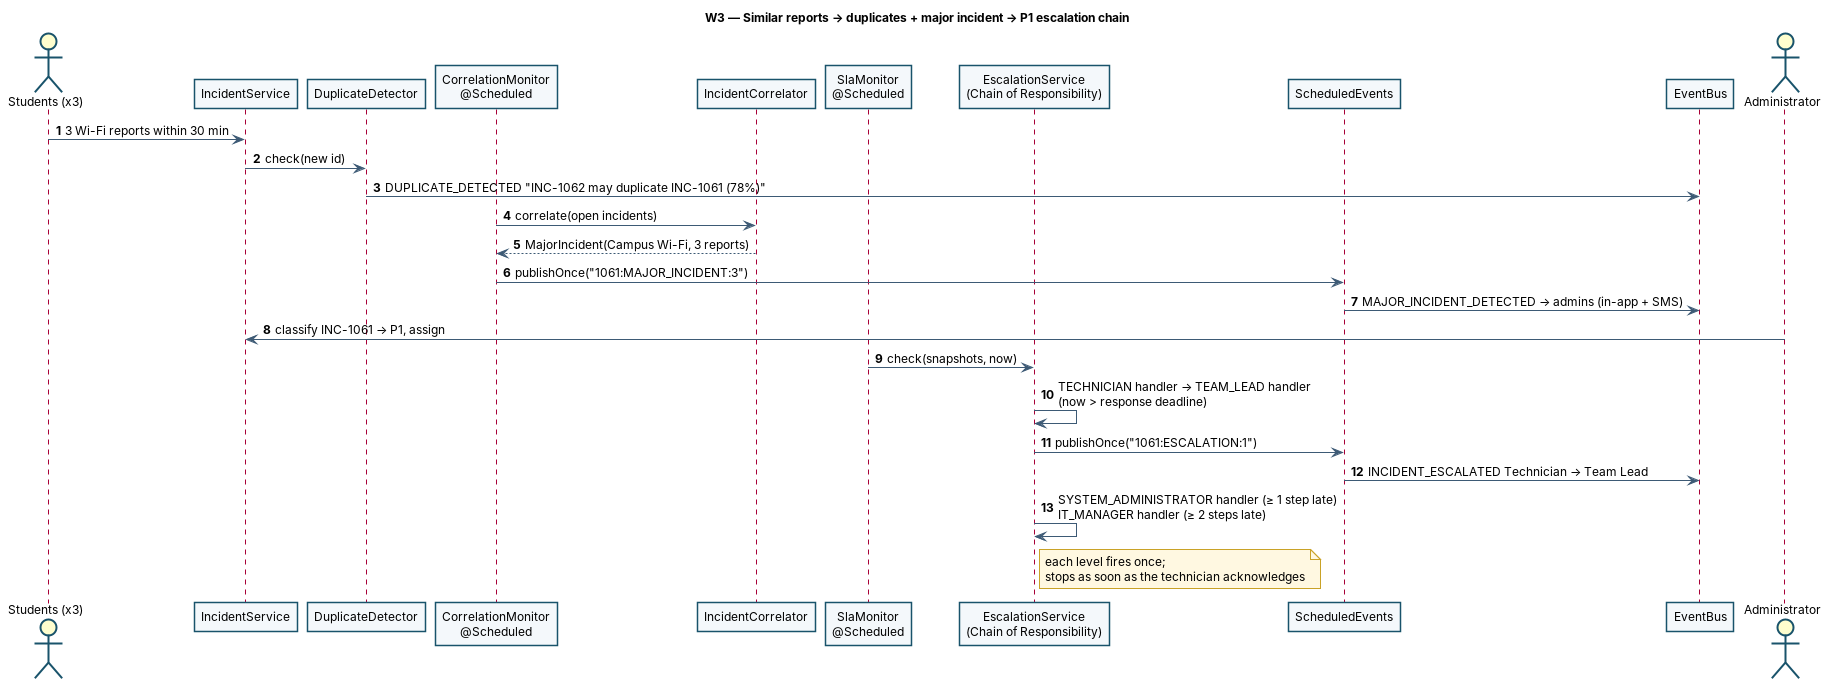 W3 — Similar reports → duplicates + major incident → P1 escalation chain
Students (x3)
IncidentService
DuplicateDetector
CorrelationMonitor
@Scheduled
IncidentCorrelator
SlaMonitor
@Scheduled
EscalationService
(Chain of Responsibility)
ScheduledEvents
EventBus
Administrator
1 3 Wi-Fi reports within 30 min
2 check(new id)
3 DUPLICATE_DETECTED "INC-1062 may duplicate INC-1061 (78%)"
4 correlate(open incidents)
5 MajorIncident(Campus Wi-Fi, 3 reports)
6 publishOnce("1061:MAJOR_INCIDENT:3")
7 MAJOR_INCIDENT_DETECTED → admins (in-app + SMS)
8 classify INC-1061 → P1, assign
9 check(snapshots, now)
10 TECHNICIAN handler → TEAM_LEAD handler
(now > response deadline)
11 publishOnce("1061:ESCALATION:1")
12 INCIDENT_ESCALATED Technician → Team Lead
13 SYSTEM_ADMINISTRATOR handler (≥ 1 step late)
IT_MANAGER handler (≥ 2 steps late)
each level fires once;
stops as soon as the technician acknowledges
Students (x3)
IncidentService
DuplicateDetector
CorrelationMonitor
@Scheduled
IncidentCorrelator
SlaMonitor
@Scheduled
EscalationService
(Chain of Responsibility)
ScheduledEvents
EventBus
Administrator